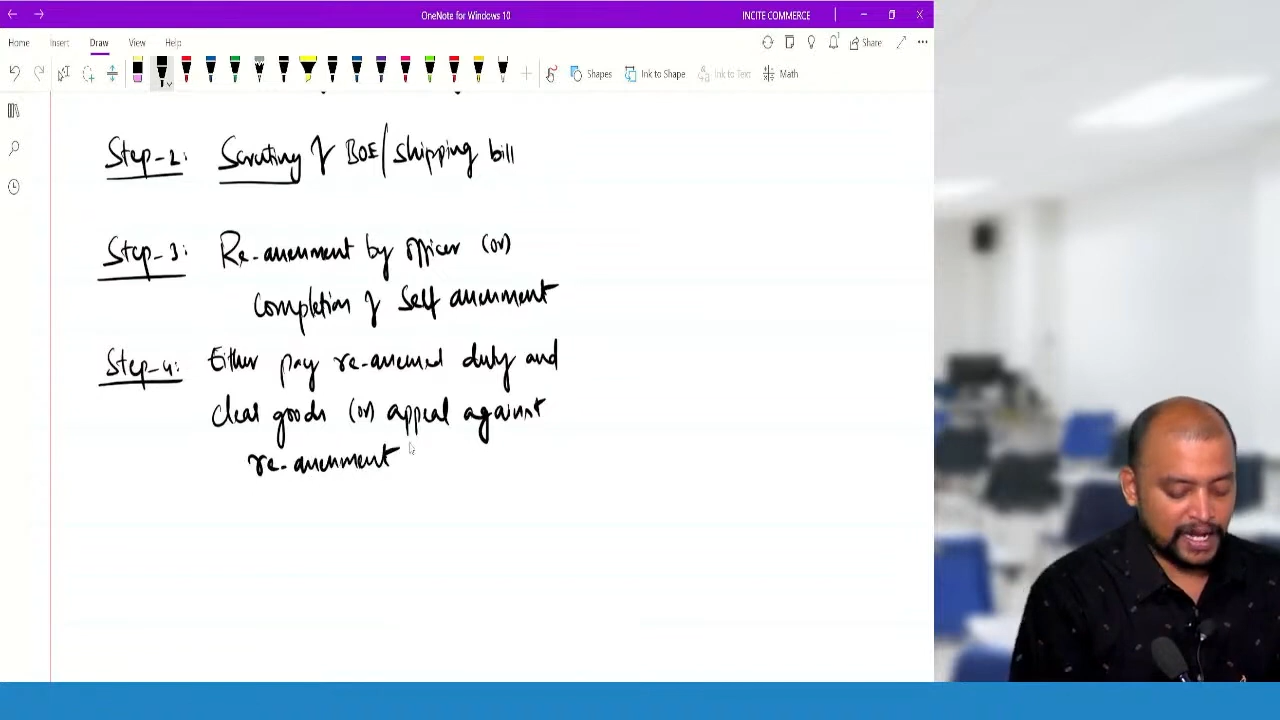 OneNote for Windows 10
INCITE COMMERCE
Home Insert Draw View Help
Share
Shapes Ink to Shape Ink to Text Math
Step-2: Scrutiny of BOE/shipping bill
Step-3: Re-assessment by officer (or)
completion of self assessment
Step-4: Either pay re-assessed duty and
clear goods (or) appeal against
re-assessment